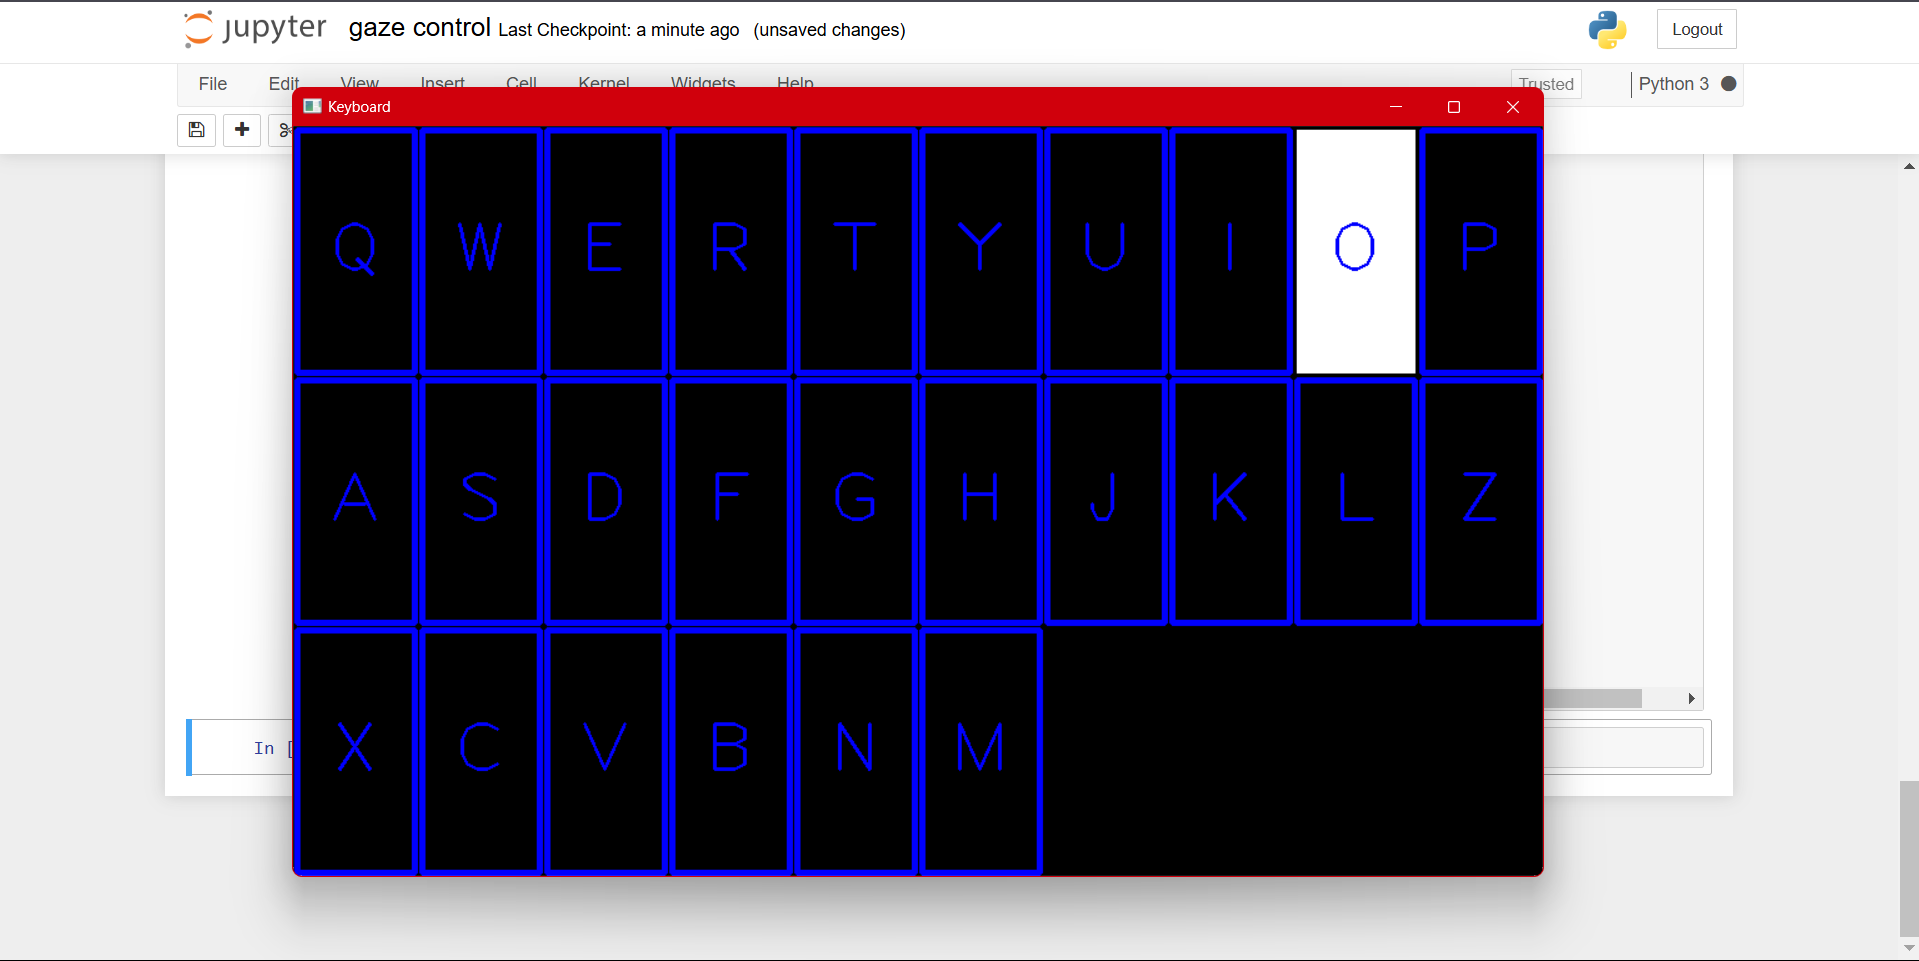 jupyter gaze control Last Checkpoint: a minute ago (unsaved changes) Logout
File Edit View Insert Cell Kernel Widgets Help Trusted Python 3
Keyboard
Q W E R T Y U I O P
A S D F G H J K L Z
X C V B N M
In [